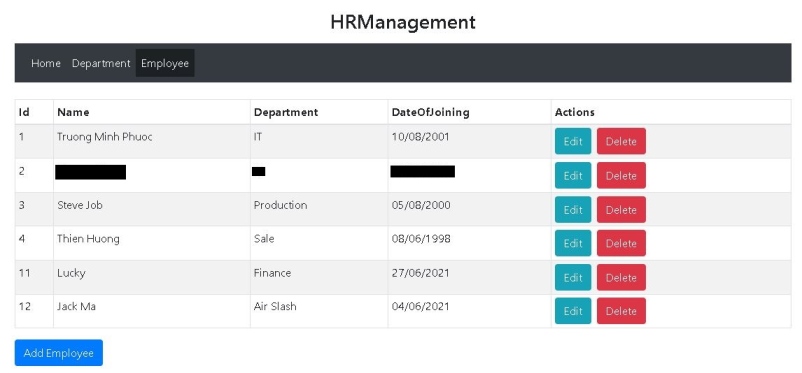 HRManagement
Home Department Employee
Id Name Department DateOfJoining Actions
1 Truong Minh Phuoc IT 10/08/2001 Edit Delete
2 Edit Delete
3 Steve Job Production 05/08/2000 Edit Delete
4 Thien Huong Sale 08/06/1998 Edit Delete
11 Lucky Finance 27/06/2021 Edit Delete
12 Jack Ma Air Slash 04/06/2021 Edit Delete
Add Employee